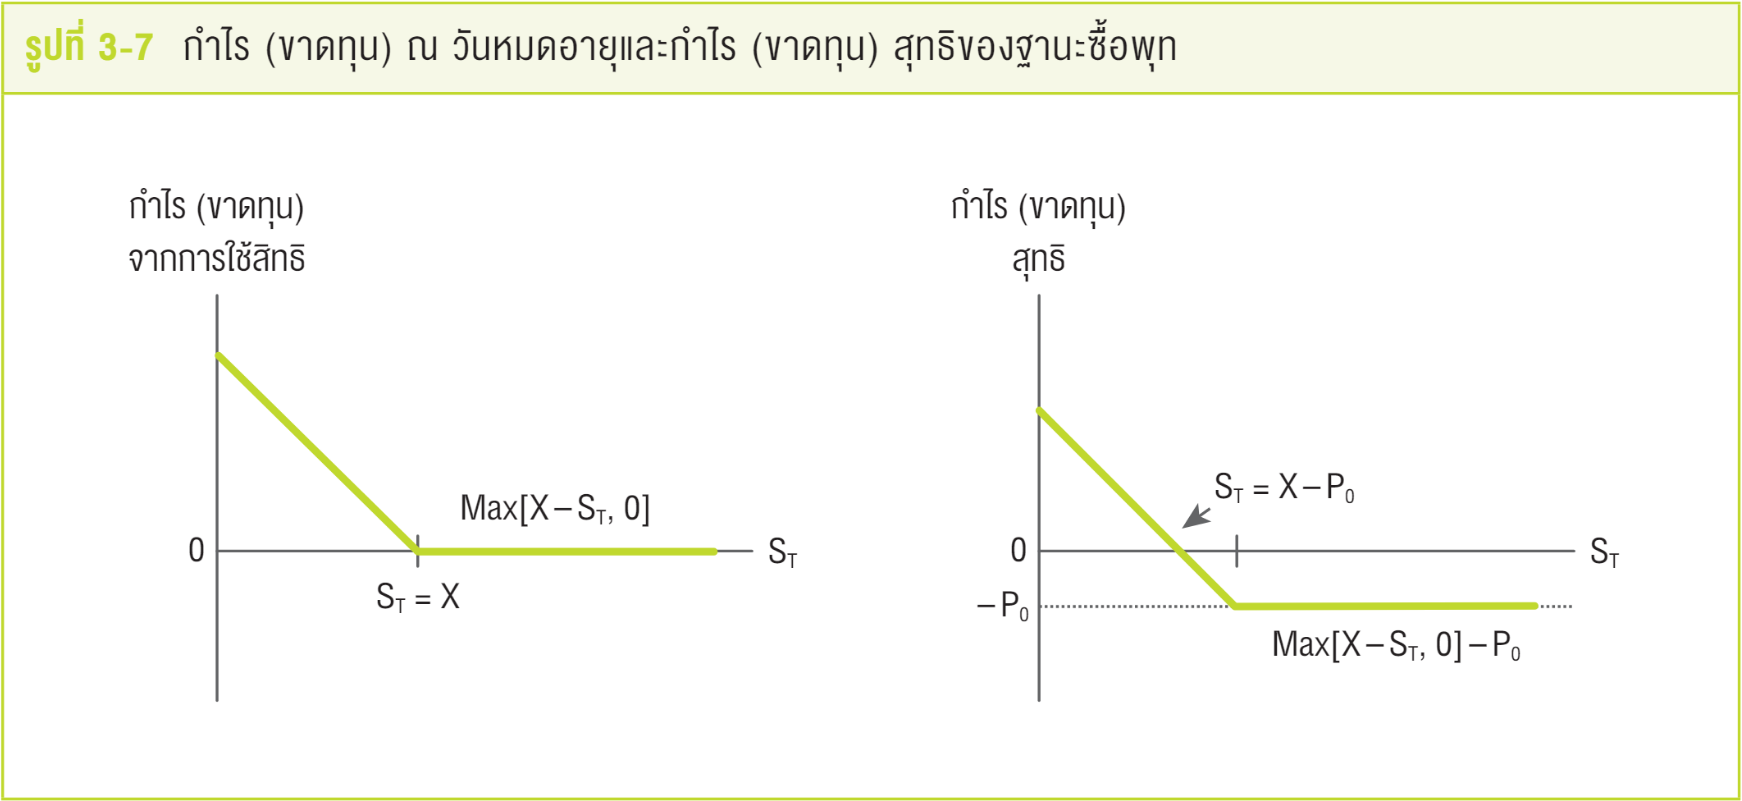 รูปที่ 3-7 กำไร (ขาดทุน) ณ วันหมดอายุและกำไร (ขาดทุน) สุทธิของฐานะซื้อพุท
กำไร (ขาดทุน)
จากการใช้สิทธิ
Max[X – S_T, 0]
0
S_T
S_T = X
กำไร (ขาดทุน)
สุทธิ
S_T = X – P_0
0
S_T
– P_0
Max[X – S_T, 0] – P_0